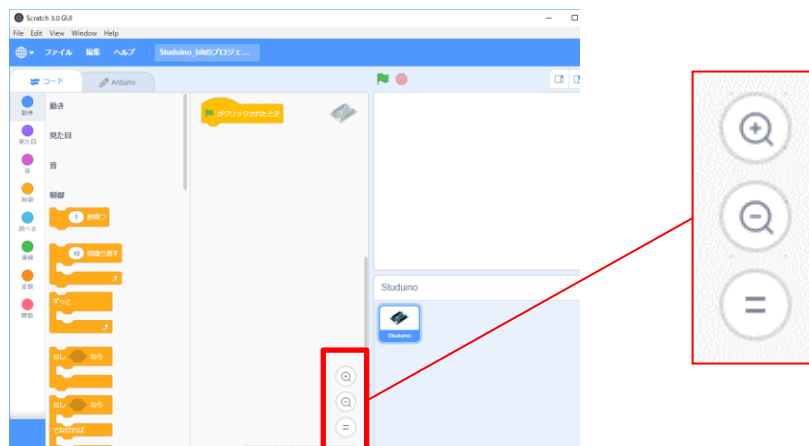 Scratch 3.0 GUI
File Edit View Window Help
ファイル 編集 ヘルプ Studuino_bitのプロジェ...
コード Arduino
動き
見た目
音
制御
調べる
演算
変数
関数
動き
見た目
音
制御
1 秒待つ
10 回繰り返す
ずっと
もし なら
もし なら
でなければ
がクリックされたとき
Studuino
Studuino